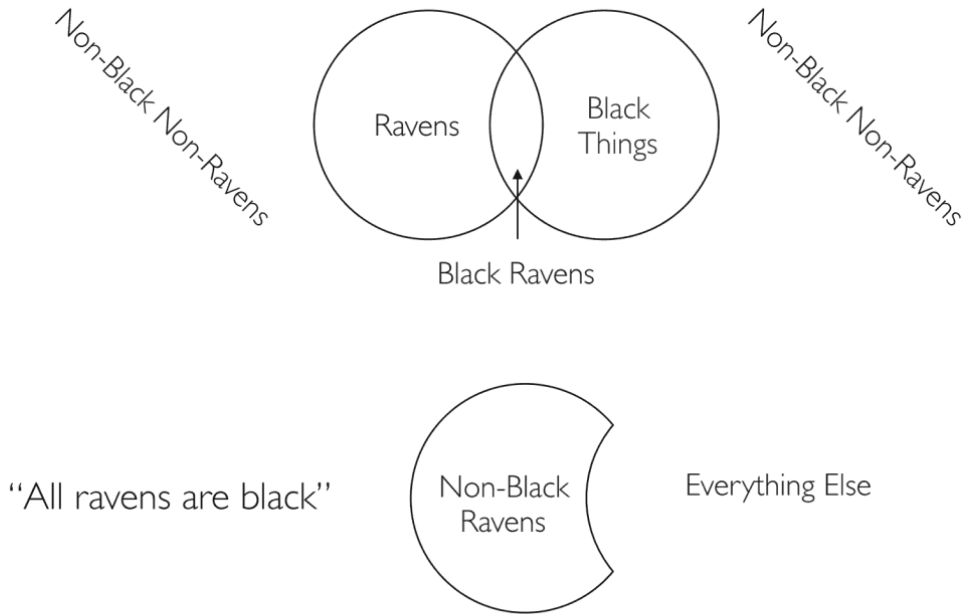 Non-Black Non-Ravens
Ravens
Black
Things
Non-Black Non-Ravens
Black Ravens
“All ravens are black”
Non-Black
Ravens
Everything Else